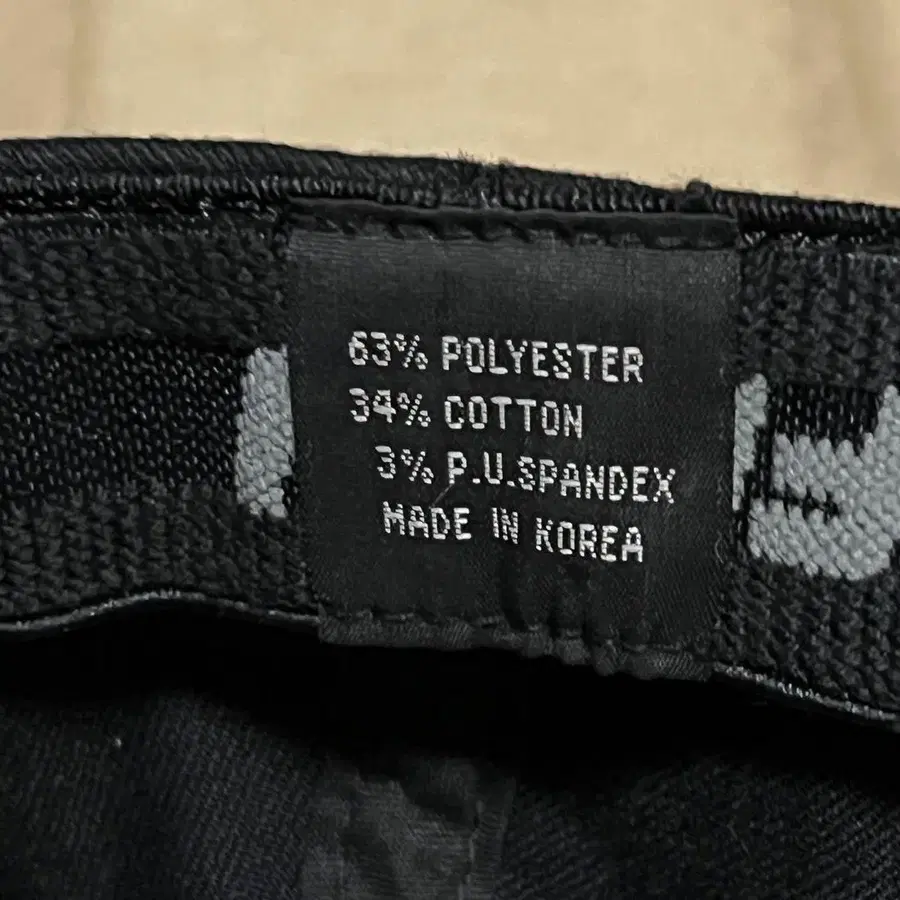 63% POLYESTER
34% COTTON
3% P.U.SPANDEX
MADE IN KOREA